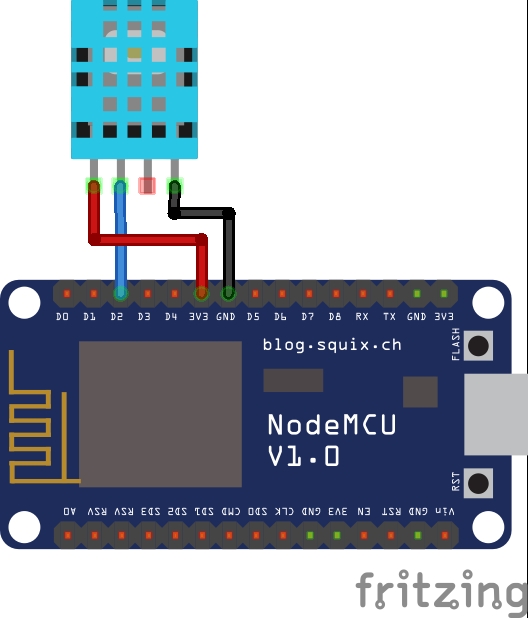 D0 D1 D2 D3 D4 3V3 GND D5 D6 D7 D8 RX TX GND 3V3
FLASH
blog.squix.ch
NodeMCU
V1.0
RST
A0 RSV RSV SD3 SD2 SD1 CMD SD0 CLK GND 3V3 EN RST GND Vin
fritzing